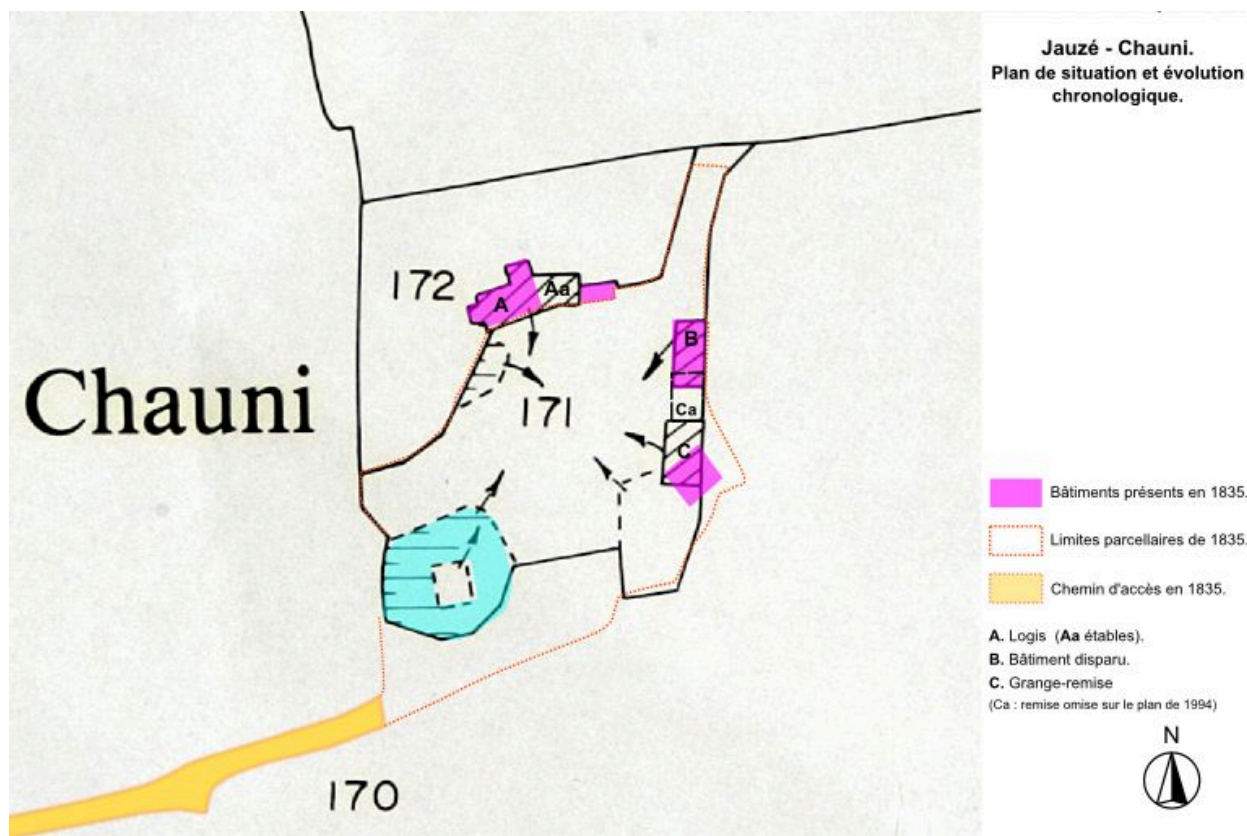 Jauzé - Chauni.
Plan de situation et évolution
chronologique.
172
A
Aa
B
Chauni
171
Ca
C
Bâtiments présents en 1835.
Limites parcellaires de 1835.
Chemin d'accès en 1835.
A. Logis (Aa étables).
B. Bâtiment disparu.
C. Grange-remise
(Ca : remise omise sur le plan de 1994)
N
170